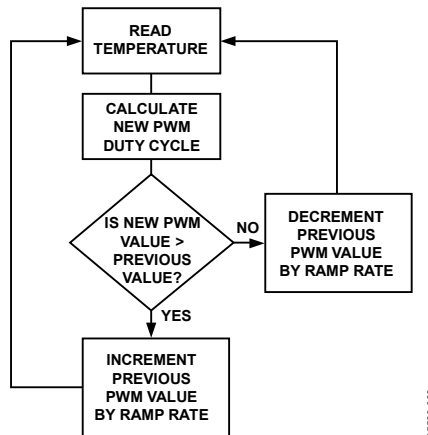 READ
TEMPERATURE
CALCULATE
NEW PWM
DUTY CYCLE
IS NEW PWM
VALUE >
PREVIOUS
VALUE?
NO
DECREMENT
PREVIOUS
PWM VALUE
BY RAMP RATE
YES
INCREMENT
PREVIOUS
PWM VALUE
BY RAMP RATE